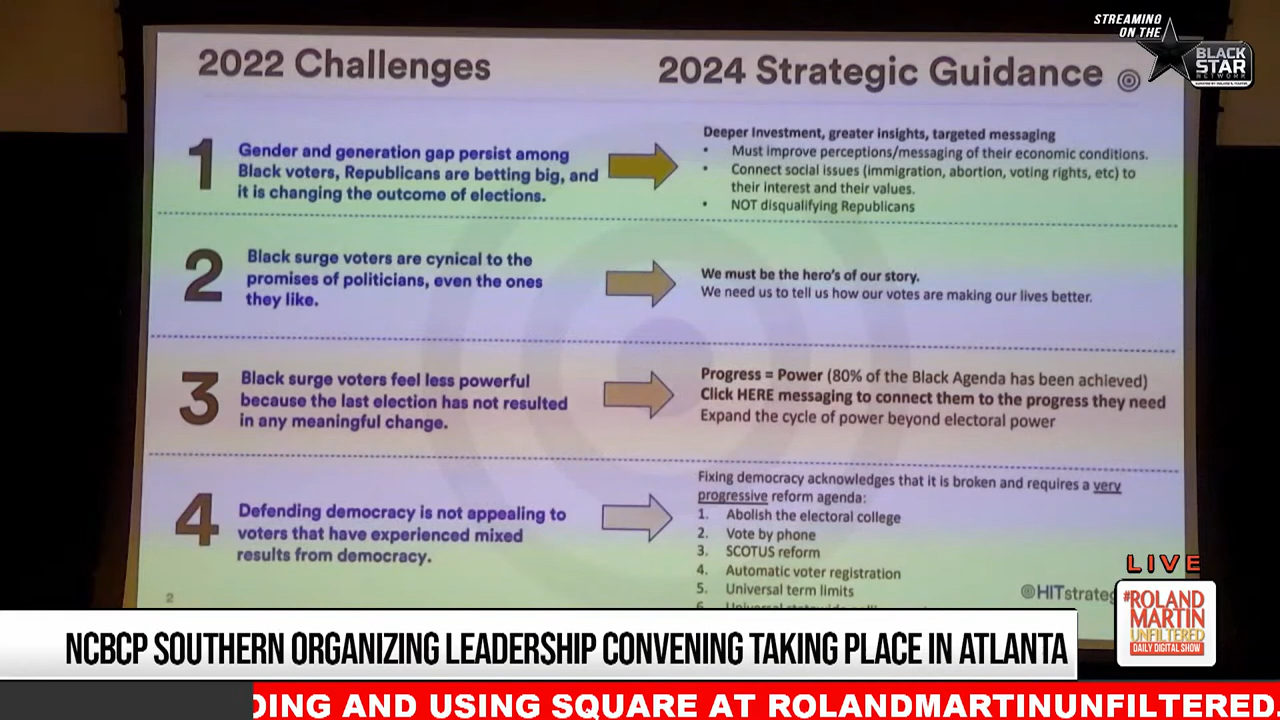 STREAMING
ON THE
BLACK
STAR
NETWORK
2022 Challenges
2024 Strategic Guidance
1
Gender and generation gap persist among
Black voters, Republicans are betting big, and
it is changing the outcome of elections.
Deeper Investment, greater insights, targeted messaging
• Must improve perceptions/messaging of their economic conditions.
• Connect social issues (immigration, abortion, voting rights, etc) to
their interest and their values.
• NOT disqualifying Republicans
2
Black surge voters are cynical to the
promises of politicians, even the ones
they like.
We must be the hero's of our story.
We need us to tell us how our votes are making our lives better.
3
Black surge voters feel less powerful
because the last election has not resulted
in any meaningful change.
Progress = Power (80% of the Black Agenda has been achieved)
Click HERE messaging to connect them to the progress they need
Expand the cycle of power beyond electoral power
4
Defending democracy is not appealing to
voters that have experienced mixed
results from democracy.
Fixing democracy acknowledges that it is broken and requires a very
progressive reform agenda:
1. Abolish the electoral college
2. Vote by phone
3. SCOTUS reform
4. Automatic voter registration
5. Universal term limits
2
HITstrateg
LIVE
#ROLAND
MARTIN
UNFILTERED
DAILY DIGITAL SHOW
NCBCP SOUTHERN ORGANIZING LEADERSHIP CONVENING TAKING PLACE IN ATLANTA
DING AND USING SQUARE AT ROLANDMARTINUNFILTERED.